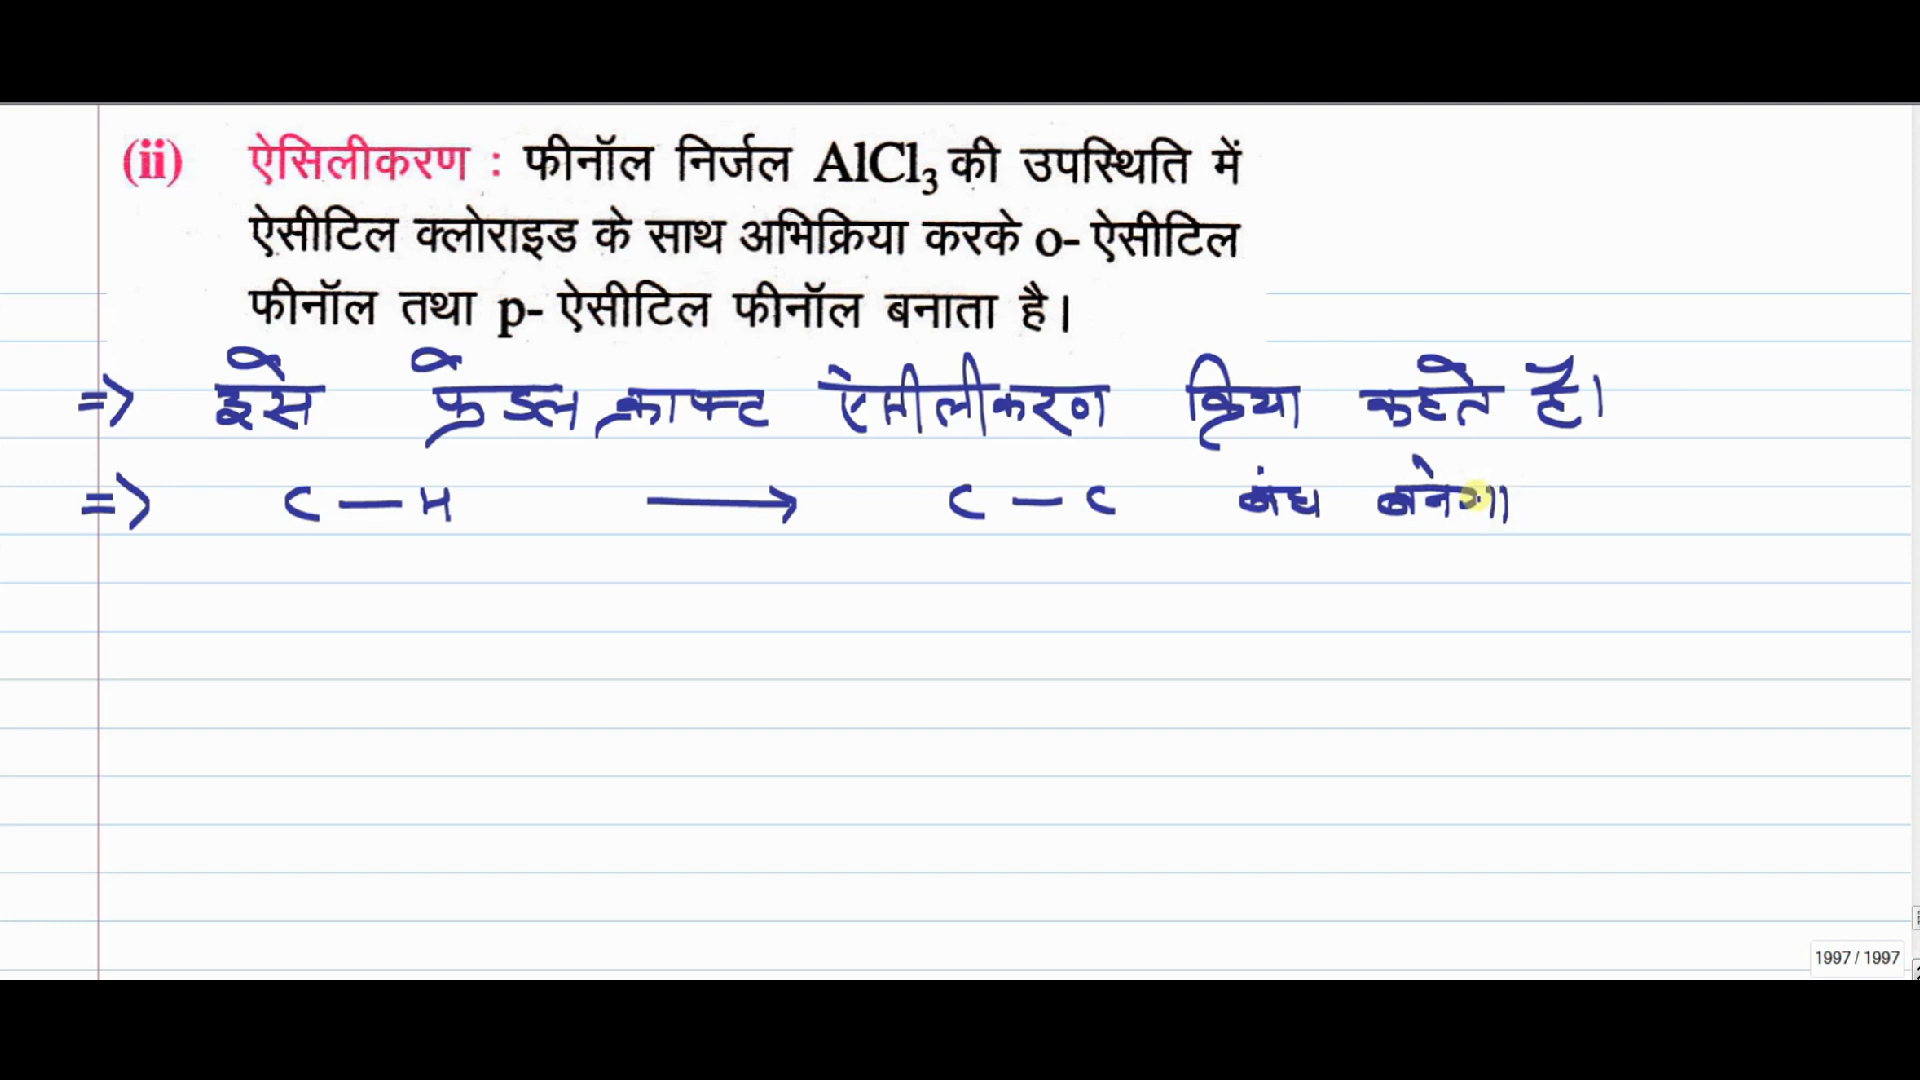 (ii) ऐसिलीकरण : फीनॉल निर्जल AlCl₃ की उपस्थिति में
ऐसीटिल क्लोराइड के साथ अभिक्रिया करके o- ऐसीटिल
फीनॉल तथा p- ऐसीटिल फीनॉल बनाता है।
=> इसे फ्रेडल क्राफ्ट ऐसीलीकरण क्रिया कहते है।
=> C — H ⟶ C — C बंध बनेगा
1997 / 1997